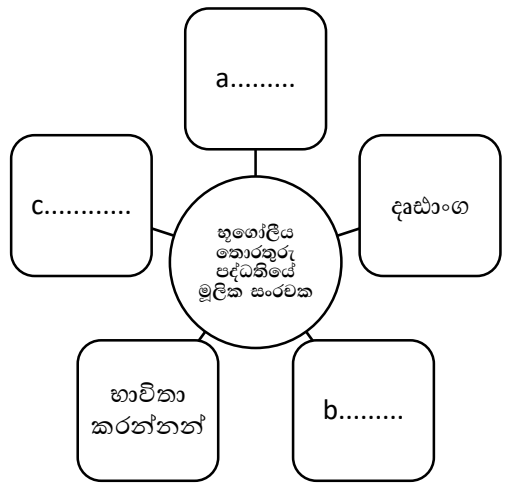 a.........
c............
දෘඪාංග
භූගෝලීය
තොරතුරු
පද්ධතියේ
මූලික සංරචක
භාවිතා
කරන්නන්
b.........